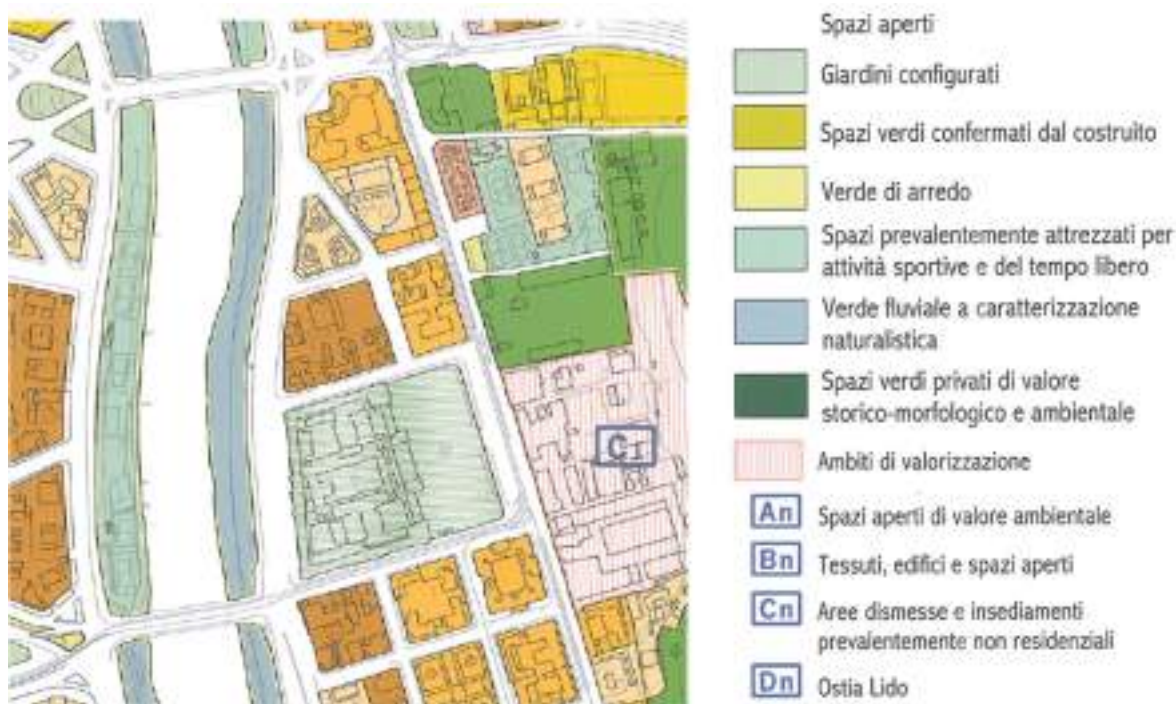 Spazi aperti
Giardini configurati
Spazi verdi confermati dal costruito
Verde di arredo
Spazi prevalentemente attrezzati per
attività sportive e del tempo libero
Verde fluviale a caratterizzazione
naturalistica
Spazi verdi privati di valore
storico-morfologico e ambientale
C1
Ambiti di valorizzazione
An Spazi aperti di valore ambientale
Bn Tessuti, edifici e spazi aperti
Cn Aree dismesse e insediamenti
prevalentemente non residenziali
Dn Ostia Lido